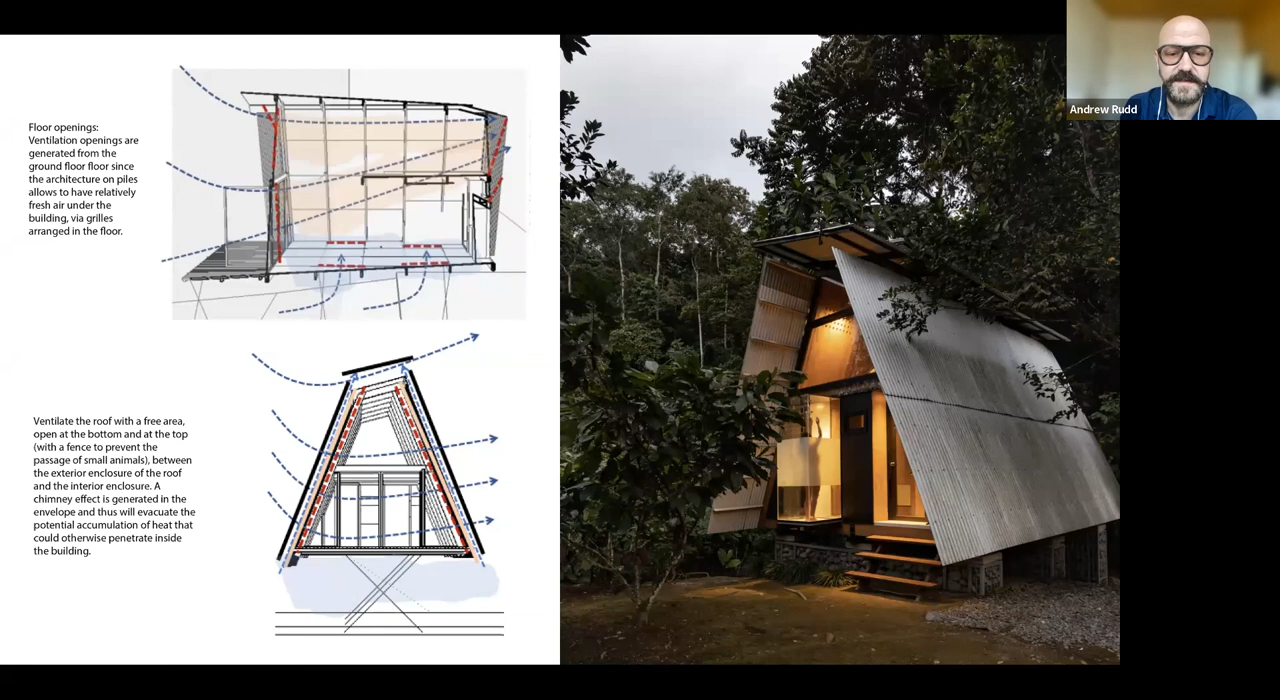 Floor openings:
Ventilation openings are
generated from the
ground floor floor since
the architecture on piles
allows to have relatively
fresh air under the
building, via grilles
arranged in the floor.
Ventilate the roof with a free area,
open at the bottom and at the top
(with a fence to prevent the
passage of small animals), between
the exterior enclosure of the roof
and the interior enclosure. A
chimney effect is generated in the
envelope and thus will evacuate the
potential accumulation of heat that
could otherwise penetrate inside
the building.
Andrew Rudd